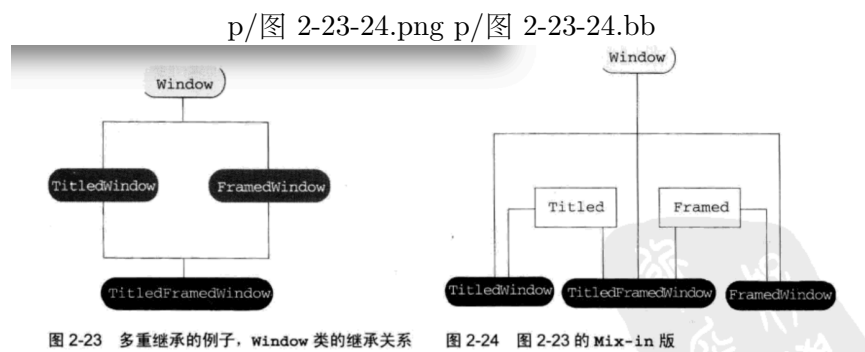 p/图 2-23-24.png p/图 2-23-24.bb
Window
TitledWindow
FramedWindow
TitledFramedWindow
图 2-23 多重继承的例子，Window 类的继承关系
Window
Titled
Framed
TitledWindow
TitledFramedWindow
FramedWindow
图 2-24 图 2-23 的 Mix-in 版